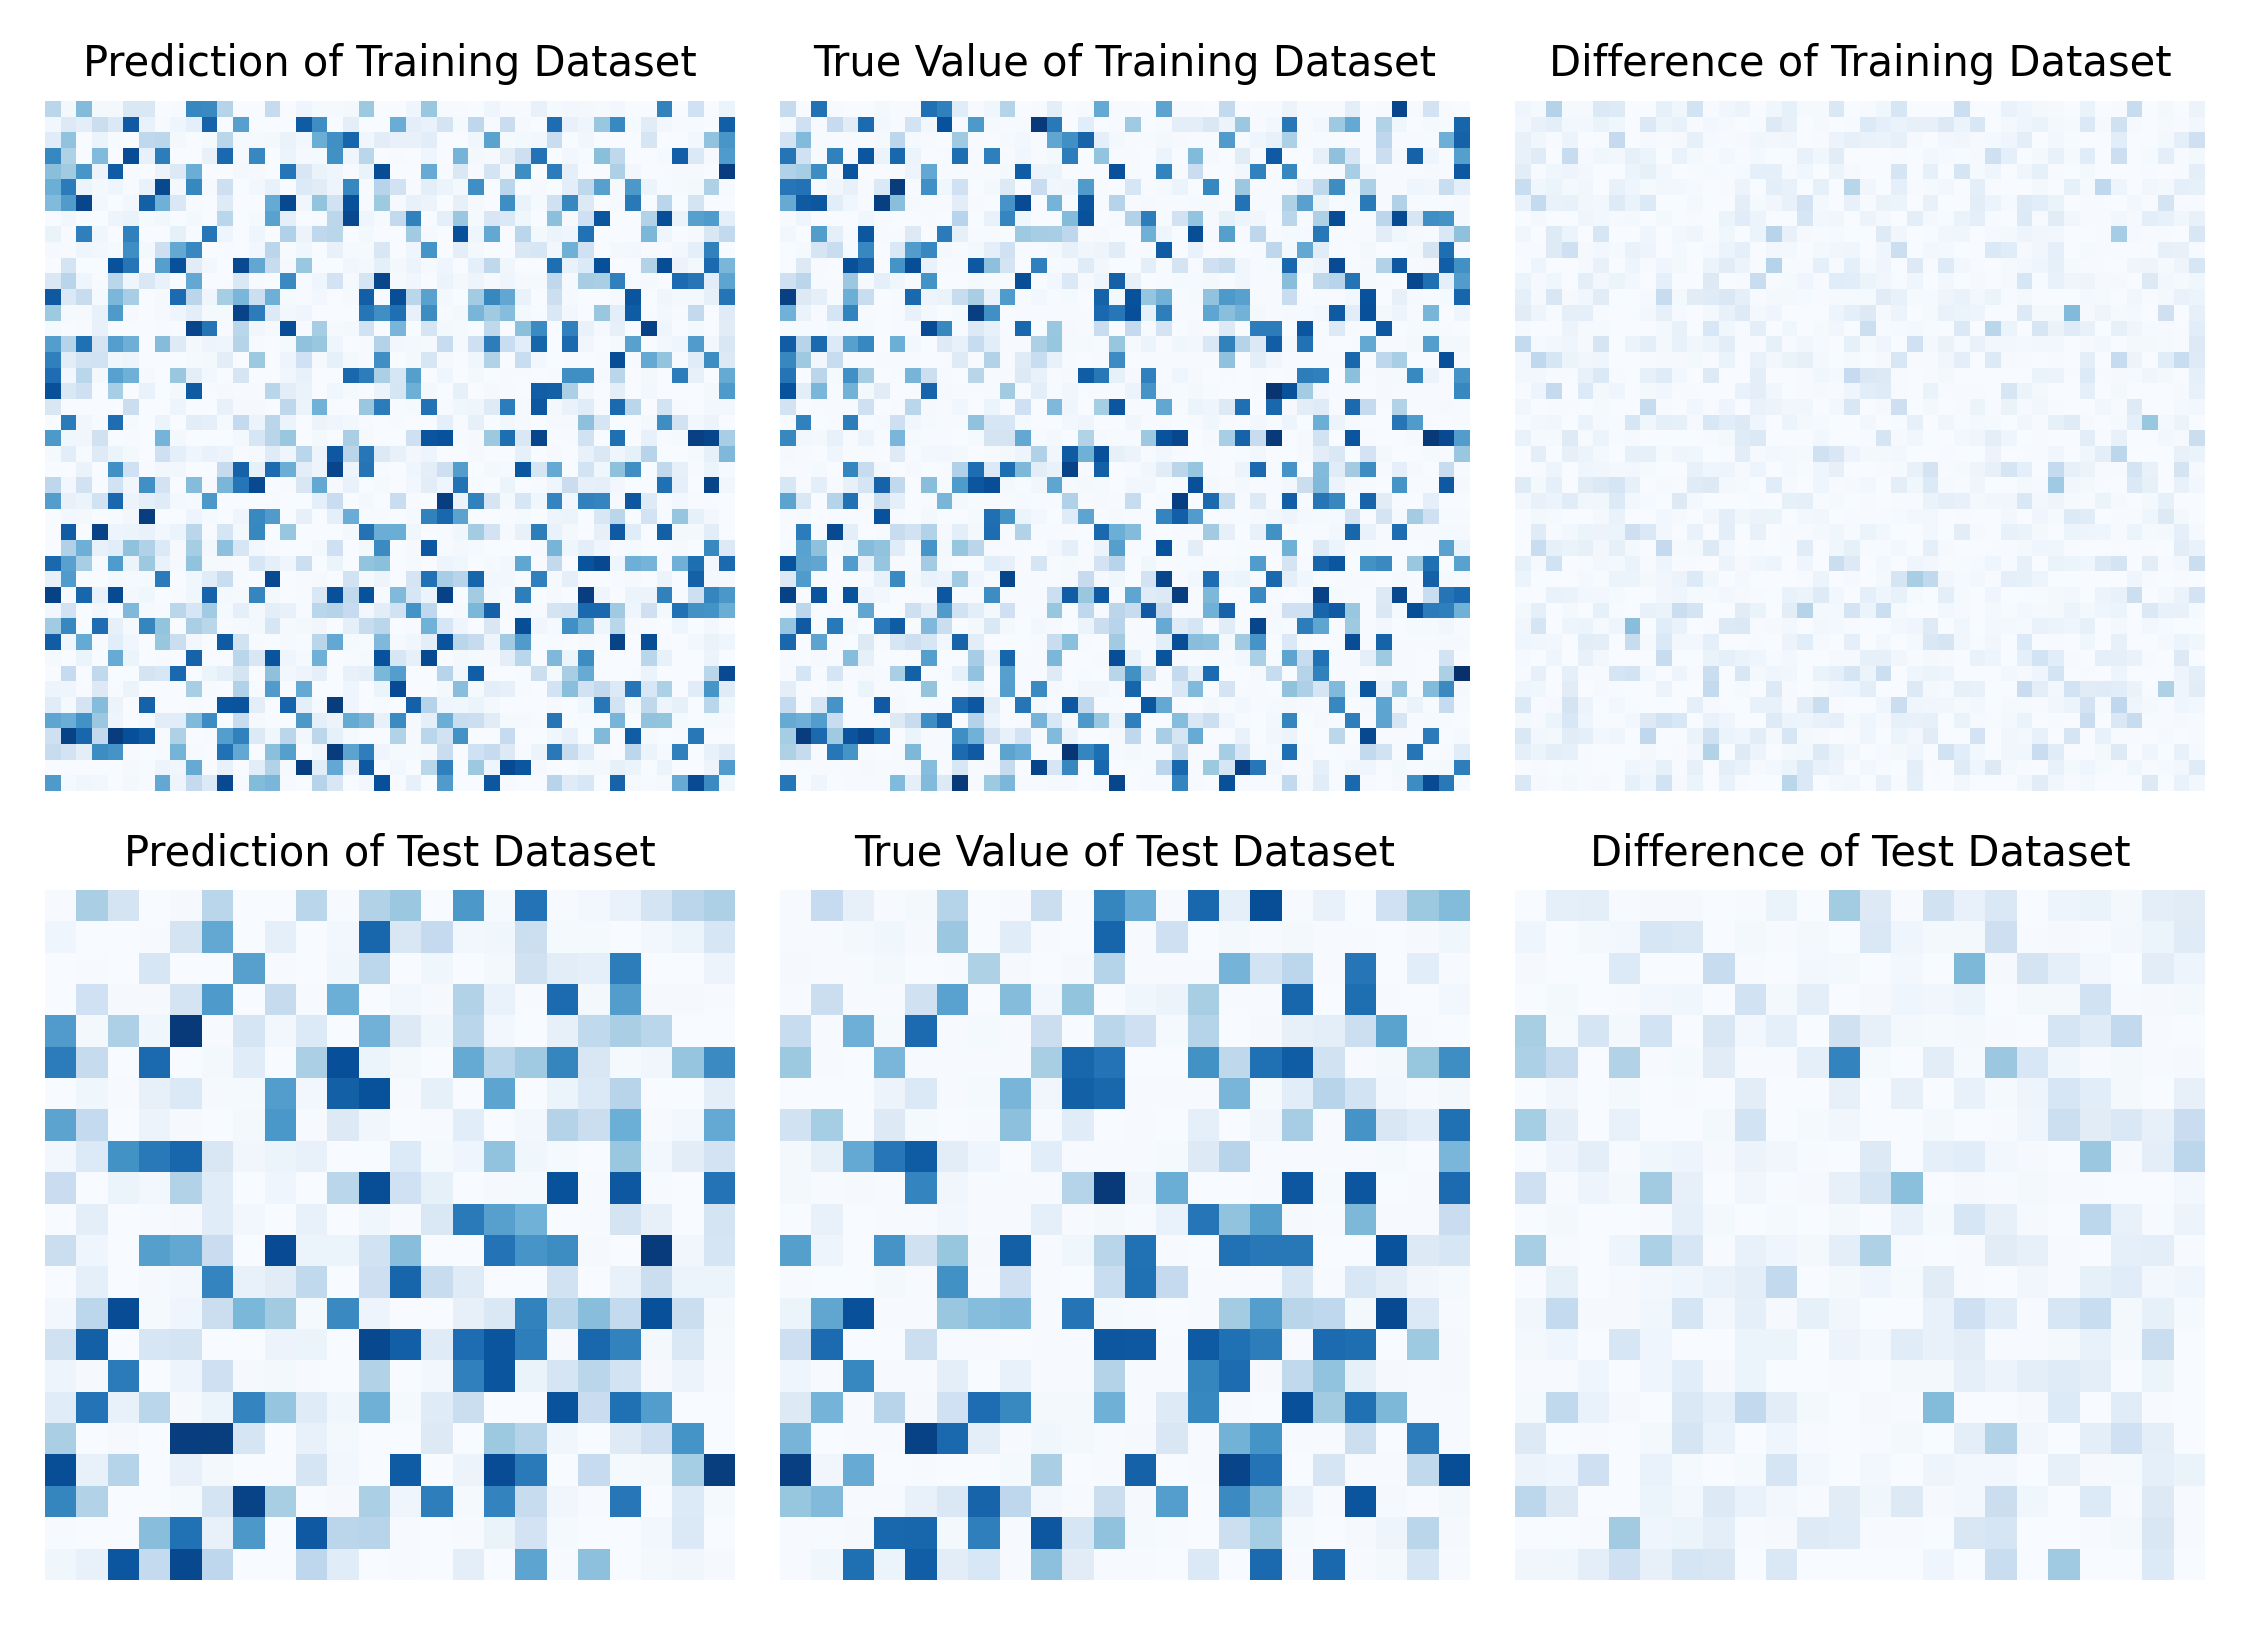 Prediction of Training Dataset
True Value of Training Dataset
Difference of Training Dataset
Prediction of Test Dataset
True Value of Test Dataset
Difference of Test Dataset